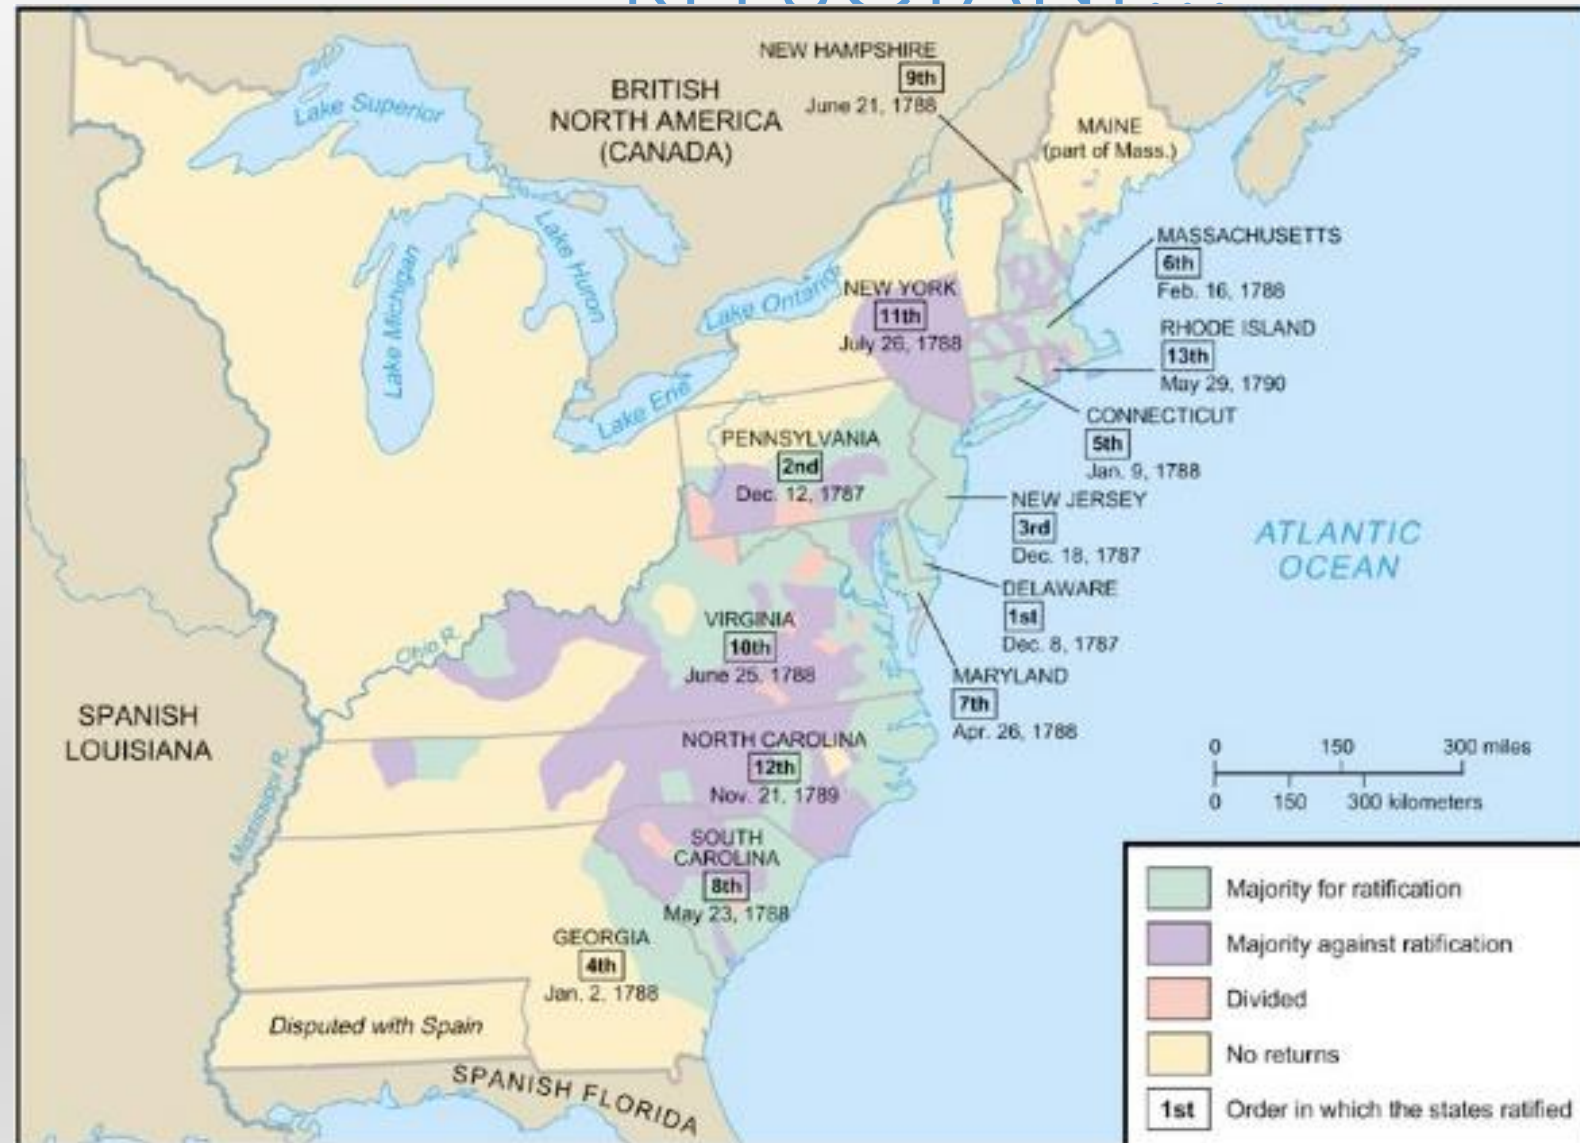 NEW HAMPSHIRE
9th
June 21, 1788
BRITISH
NORTH AMERICA
(CANADA)
Lake Superior
MAINE
(part of Mass.)
Lake Michigan
Lake Huron
MASSACHUSETTS
6th
Feb. 16, 1788
Lake Ontario
NEW YORK
11th
July 26, 1788
RHODE ISLAND
13th
May 29, 1790
Lake Erie
CONNECTICUT
5th
Jan. 9, 1788
PENNSYLVANIA
2nd
Dec. 12, 1787
NEW JERSEY
3rd
Dec. 18, 1787
ATLANTIC
OCEAN
DELAWARE
1st
Dec. 8, 1787
VIRGINIA
10th
June 25, 1788
Ohio R.
MARYLAND
7th
Apr. 26, 1788
SPANISH
LOUISIANA
Mississippi R.
NORTH CAROLINA
12th
Nov. 21, 1789
0 150 300 miles
0 150 300 kilometers
SOUTH
CAROLINA
8th
May 23, 1788
GEORGIA
4th
Jan. 2, 1788
Disputed with Spain
SPANISH FLORIDA
Majority for ratification
Majority against ratification
Divided
No returns
1st Order in which the states ratified